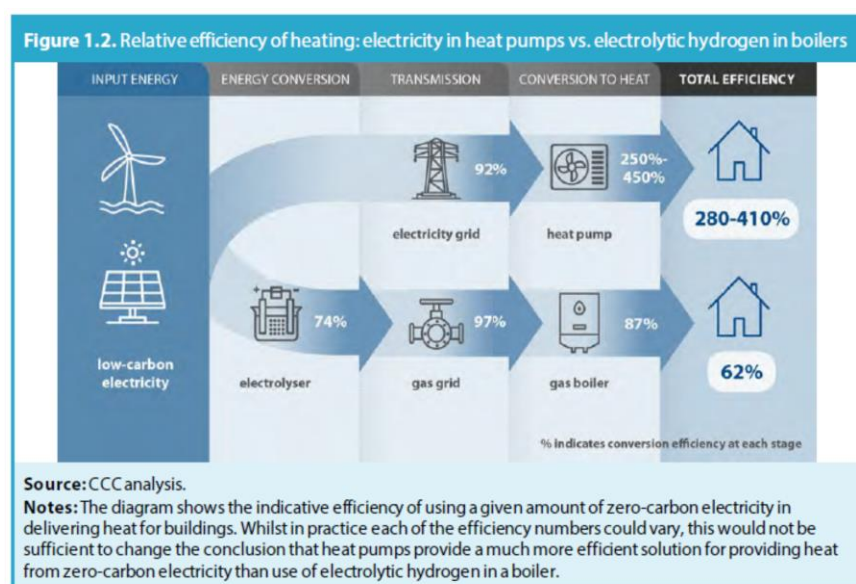 Figure 1.2. Relative efficiency of heating: electricity in heat pumps vs. electrolytic hydrogen in boilers
INPUT ENERGY
ENERGY CONVERSION
TRANSMISSION
CONVERSION TO HEAT
TOTAL EFFICIENCY
92%
250%-
450%
electricity grid
heat pump
280-410%
low-carbon
electricity
74%
97%
87%
electrolyser
gas grid
gas boiler
62%
% indicates conversion efficiency at each stage
Source: CCC analysis.
Notes: The diagram shows the indicative efficiency of using a given amount of zero-carbon electricity in
delivering heat for buildings. Whilst in practice each of the efficiency numbers could vary, this would not be
sufficient to change the conclusion that heat pumps provide a much more efficient solution for providing heat
from zero-carbon electricity than use of electrolytic hydrogen in a boiler.